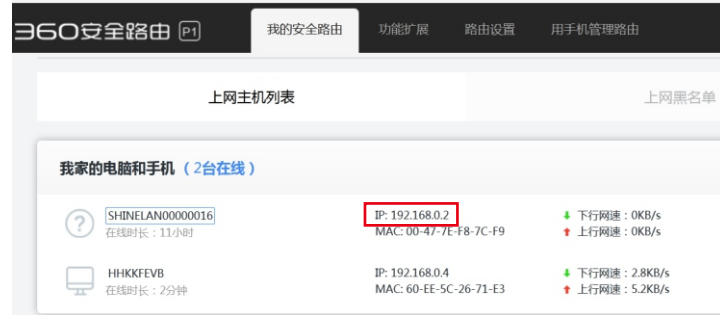 360安全路由 P1 我的安全路由 功能扩展 路由设置 用手机管理路由
上网主机列表 上网黑名单
我家的电脑和手机（2台在线）
SHINELAN00000016 IP: 192.168.0.2 下行网速：0KB/s
在线时长：11小时 MAC: 00-47-7E-F8-7C-F9 上行网速：0KB/s
HHKKFEVB IP: 192.168.0.4 下行网速：2.8KB/s
在线时长：2分钟 MAC: 60-EE-5C-26-71-E3 上行网速：5.2KB/s